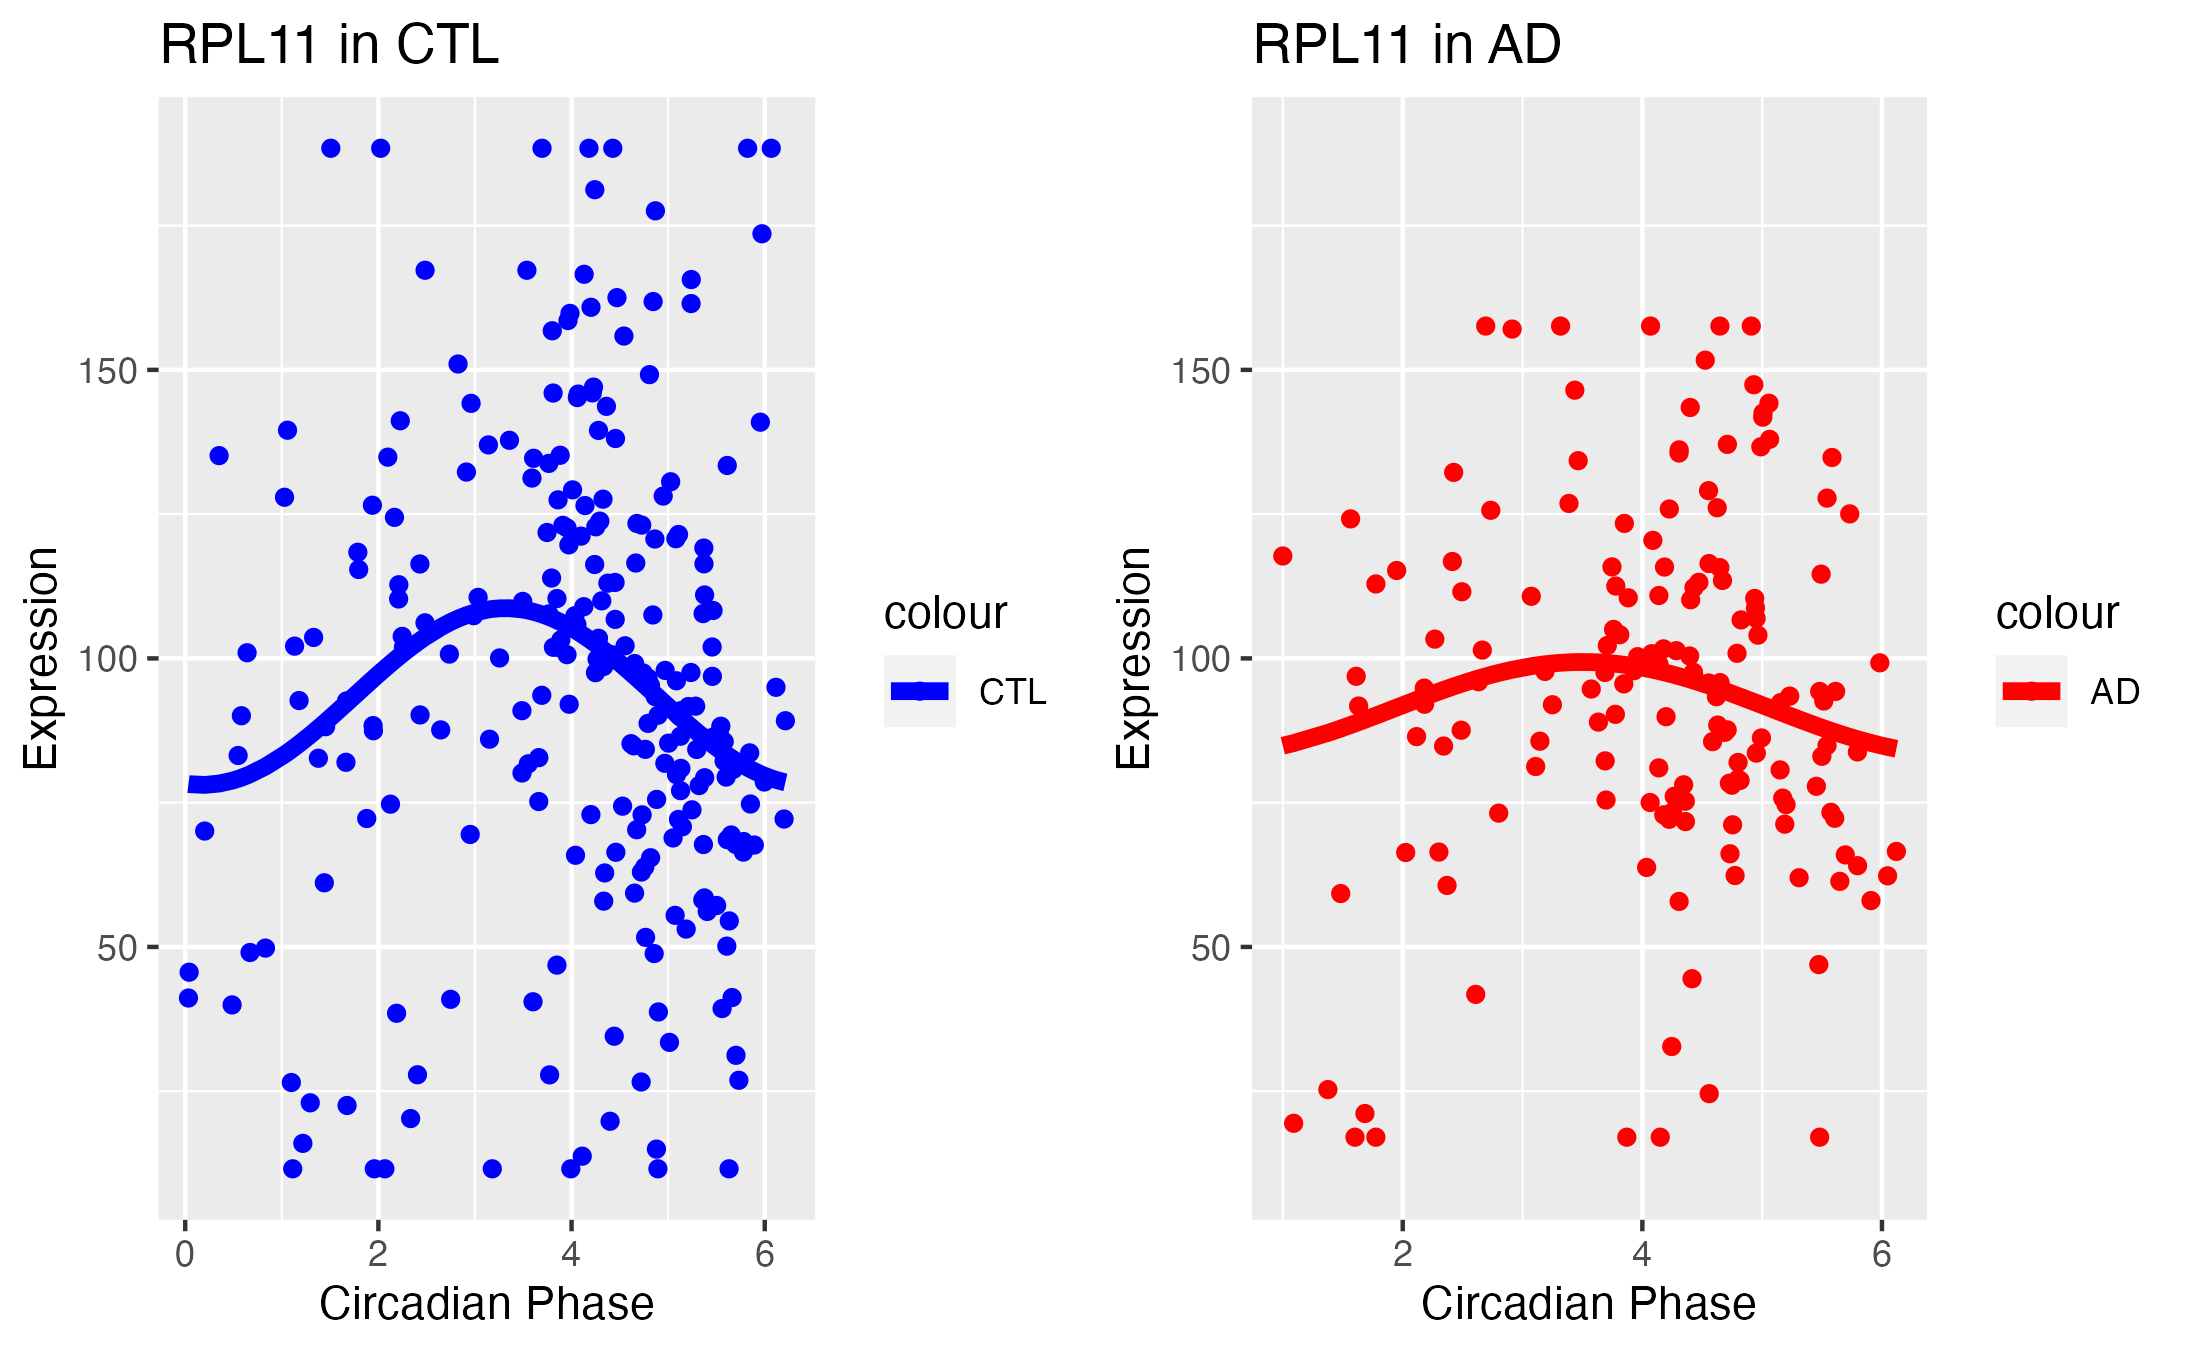 RPL11 in CTL
Expression
150
100
50
0 2 4 6
Circadian Phase
colour
CTL
RPL11 in AD
Expression
150
100
50
2 4 6
Circadian Phase
colour
AD